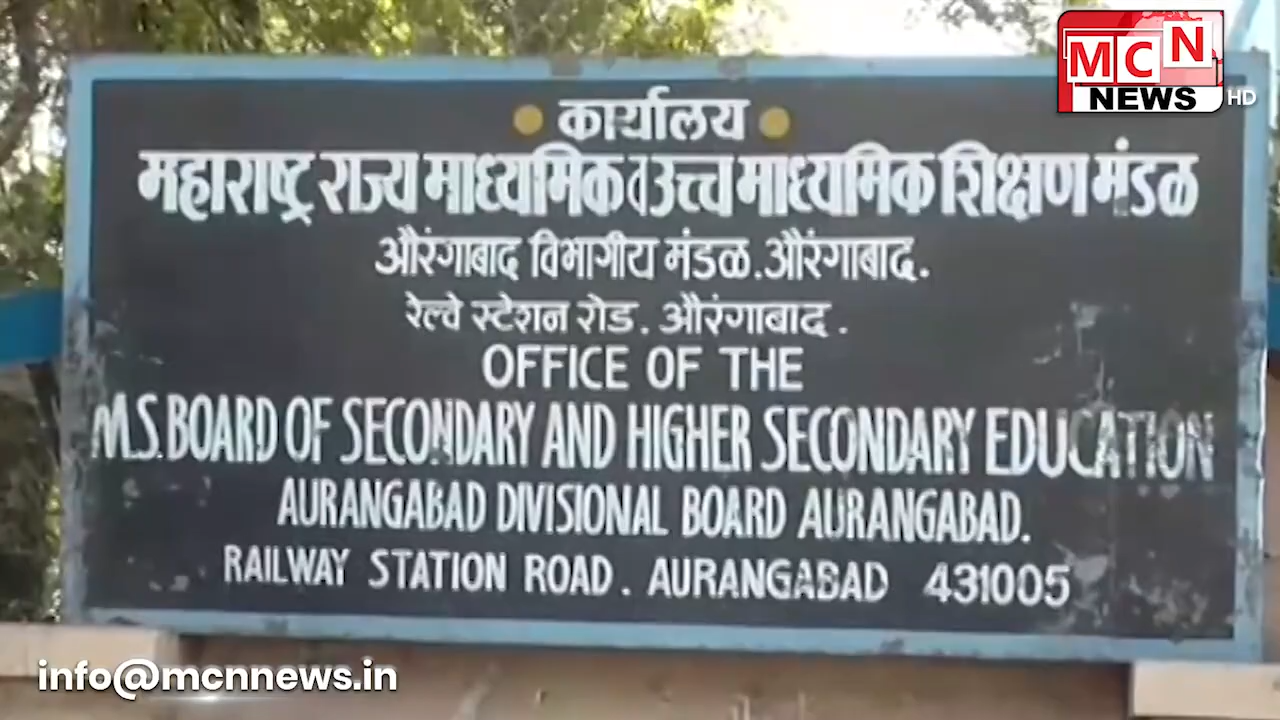 MCN
NEWS HD
कार्यालय
महाराष्ट्र राज्य माध्यमिक व उच्च माध्यमिक शिक्षण मंडळ
औरंगाबाद विभागीय मंडळ.औरंगाबाद.
रेल्वे स्टेशन रोड. औरंगाबाद.
OFFICE OF THE
M.S.BOARD OF SECONDARY AND HIGHER SECONDARY EDUCATION
AURANGABAD DIVISIONAL BOARD AURANGABAD.
RAILWAY STATION ROAD. AURANGABAD 431005
info@mcnnews.in